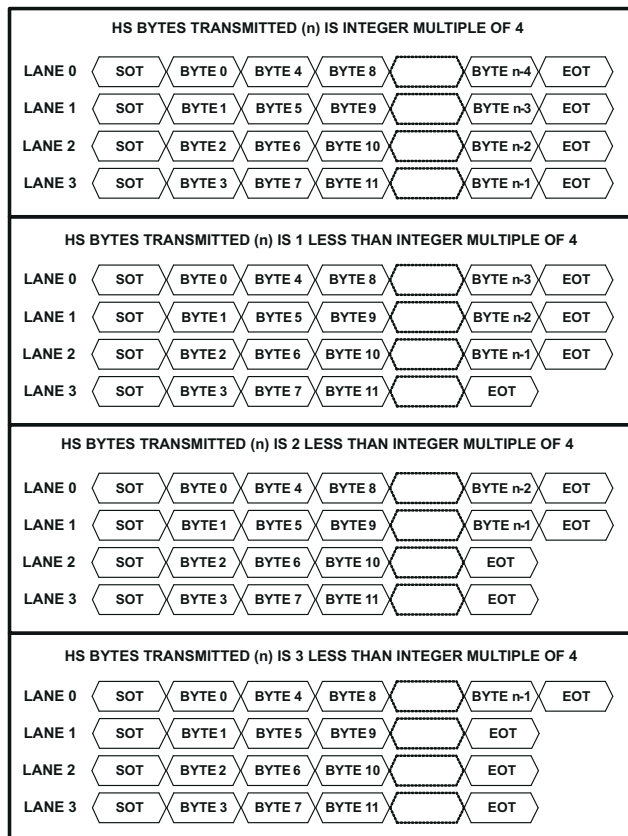 HS BYTES TRANSMITTED (n) IS INTEGER MULTIPLE OF 4
LANE 0 SOT BYTE 0 BYTE 4 BYTE 8 BYTE n-4 EOT
LANE 1 SOT BYTE 1 BYTE 5 BYTE 9 BYTE n-3 EOT
LANE 2 SOT BYTE 2 BYTE 6 BYTE 10 BYTE n-2 EOT
LANE 3 SOT BYTE 3 BYTE 7 BYTE 11 BYTE n-1 EOT
HS BYTES TRANSMITTED (n) IS 1 LESS THAN INTEGER MULTIPLE OF 4
LANE 0 SOT BYTE 0 BYTE 4 BYTE 8 BYTE n-3 EOT
LANE 1 SOT BYTE 1 BYTE 5 BYTE 9 BYTE n-2 EOT
LANE 2 SOT BYTE 2 BYTE 6 BYTE 10 BYTE n-1 EOT
LANE 3 SOT BYTE 3 BYTE 7 BYTE 11 EOT
HS BYTES TRANSMITTED (n) IS 2 LESS THAN INTEGER MULTIPLE OF 4
LANE 0 SOT BYTE 0 BYTE 4 BYTE 8 BYTE n-2 EOT
LANE 1 SOT BYTE 1 BYTE 5 BYTE 9 BYTE n-1 EOT
LANE 2 SOT BYTE 2 BYTE 6 BYTE 10 EOT
LANE 3 SOT BYTE 3 BYTE 7 BYTE 11 EOT
HS BYTES TRANSMITTED (n) IS 3 LESS THAN INTEGER MULTIPLE OF 4
LANE 0 SOT BYTE 0 BYTE 4 BYTE 8 BYTE n-1 EOT
LANE 1 SOT BYTE 1 BYTE 5 BYTE 9 EOT
LANE 2 SOT BYTE 2 BYTE 6 BYTE 10 EOT
LANE 3 SOT BYTE 3 BYTE 7 BYTE 11 EOT